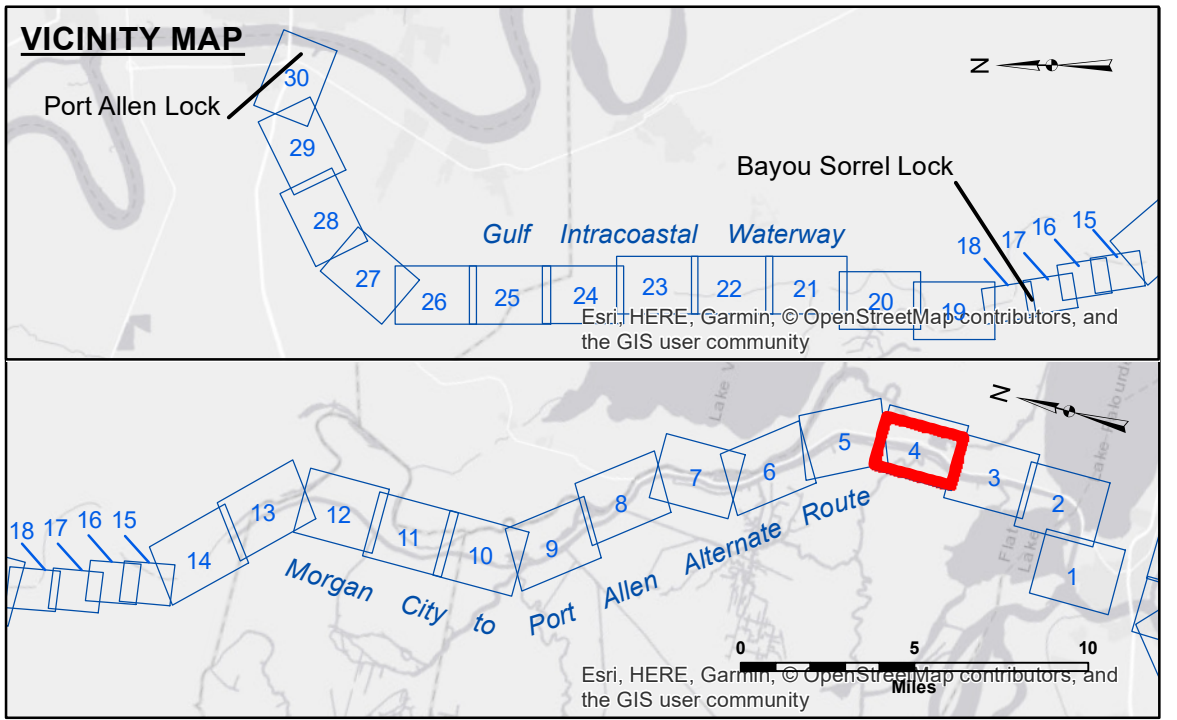 VICINITY MAP
30
Port Allen Lock
N
29
Bayou Sorrel Lock
28
Gulf Intracoastal Waterway
18
17
16
15
27
26
25
24
23
22
21
20
19
Esri, HERE, Garmin, © OpenStreetMap contributors, and
the GIS user community
N
Lake
5
4
3
2
7
6
8
13
12
11
10
9
14
18
17
16
15
1
Lake
Morgan City to Port Allen Alternate Route
0
5
10
Miles
Esri, HERE, Garmin, © OpenStreetMap contributors, and
the GIS user community